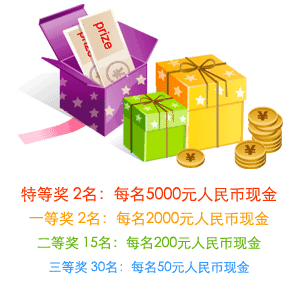 prize
prize
¥
¥
特等奖 2名：每名5000元人民币现金
一等奖 2名：每名2000元人民币现金
二等奖 15名：每名200元人民币现金
三等奖 30名：每名50元人民币现金